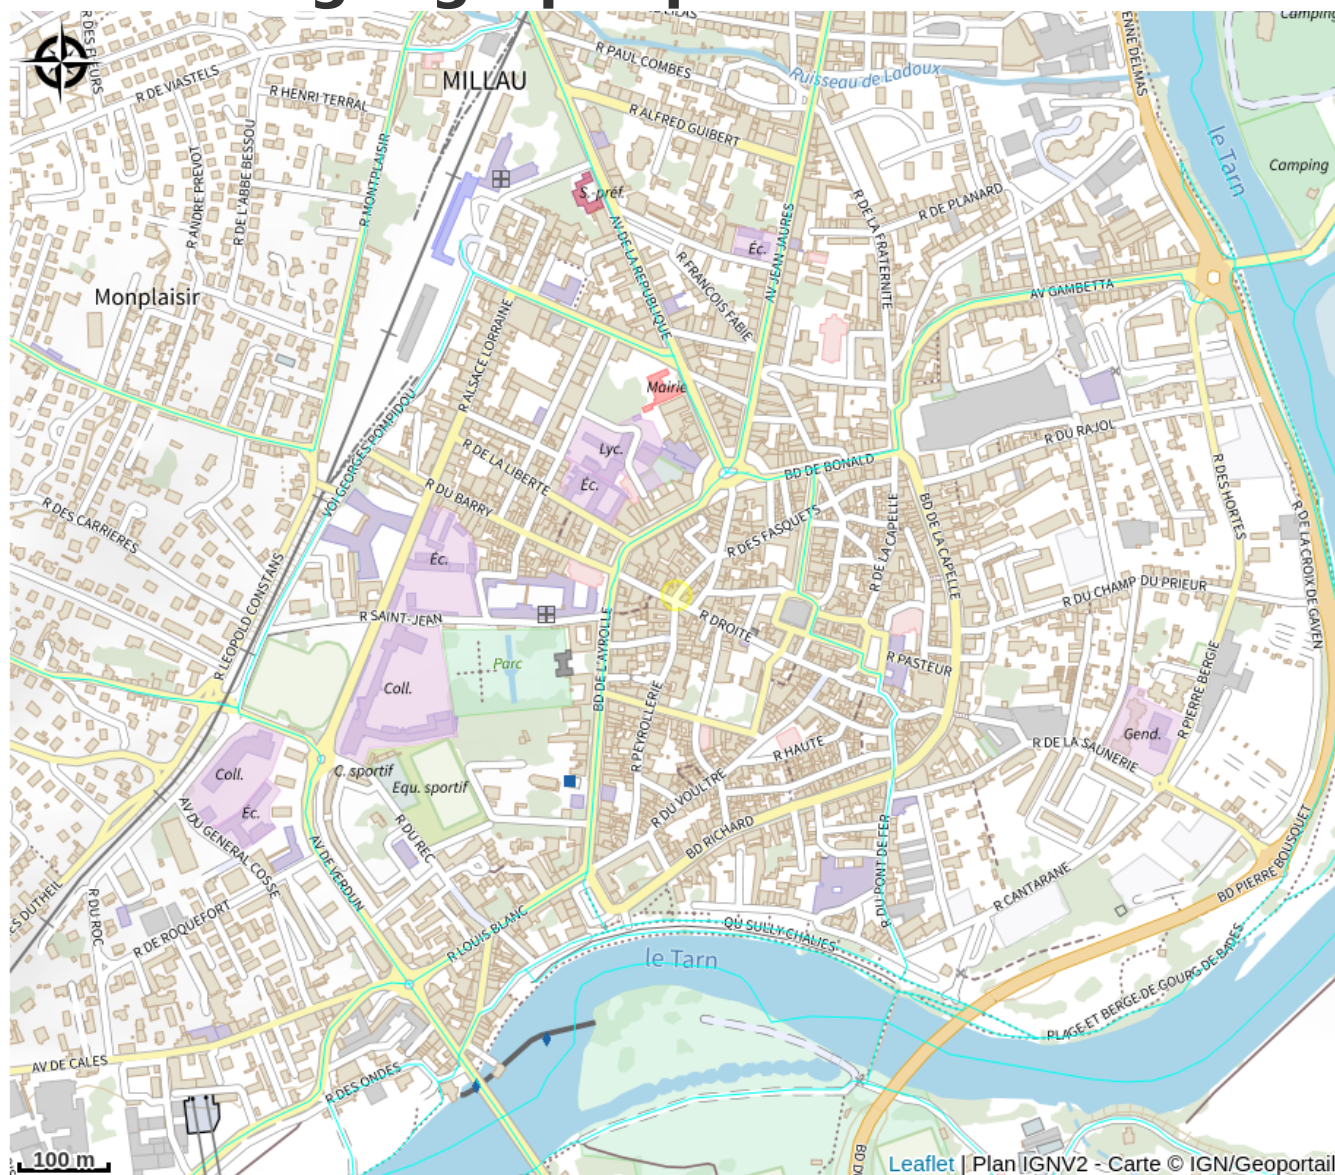 R DES FLEURS
R PAUL COMBES
ENNE DELMAS
Camping
MILLAU
Ruisseau de Ladoux
R DE VIASTELS
R HENRI TERRAL
R ALFRED GUIBERT
le Tarn
Camping
R ANDRE PREVOT
R DE L'ABBE BESSOU
R MONTPLAISIR
S.-préf.
R DE PLANARD
R DE LA FRATERNITE
Éc.
AV DE LA REPUBLIQUE
R FRANCOIS FABIE
AV JEAN JAURES
AV GAMBETTA
Monplaisir
R ALSACE LORRAINE
Mairie
VOI GEORGES POMPIDOU
R DU RAJOL
Lyc.
R DE LA LIBERTE
BD DE BONALD
Éc.
R DU BARRY
R DES HORTES
R DES CARRIERES
R DES FASQUETS
R DE LA CAPELLE
BD DE LA CAPELLE
R DE LA CROIX DE GAVEN
Éc.
R LEOPOLD CONSTANS
R DU CHAMP DU PRIEUR
R SAINT-JEAN
R DROITE
BD DE L'AYROLLE
Parc
R PASTEUR
Coll.
R PIERRE BERGIE
R PEYROLLERIE
Gend.
R HAUTE
R DE LA SAUNERIE
Coll.
C. sportif
Equ. sportif
R DU VOULTRE
Éc.
AV DU GENERAL COSSE
R DU REC
BD RICHARD
AV DE VERDUN
R DU PONT DE FER
BD PIERRE BOUSQUET
ES DUTHEIL
R DU ROC
R CANTARANE
R DE ROQUEFORT
R LOUIS BLANC
QU SULLY-CHALIES
le Tarn
PLAGE ET BERGE DE GOURG DE BADES
AV DE CALES
R DES ONDES
100 m
Leaflet | Plan IGNV2 - Carte © IGN/Geoportail